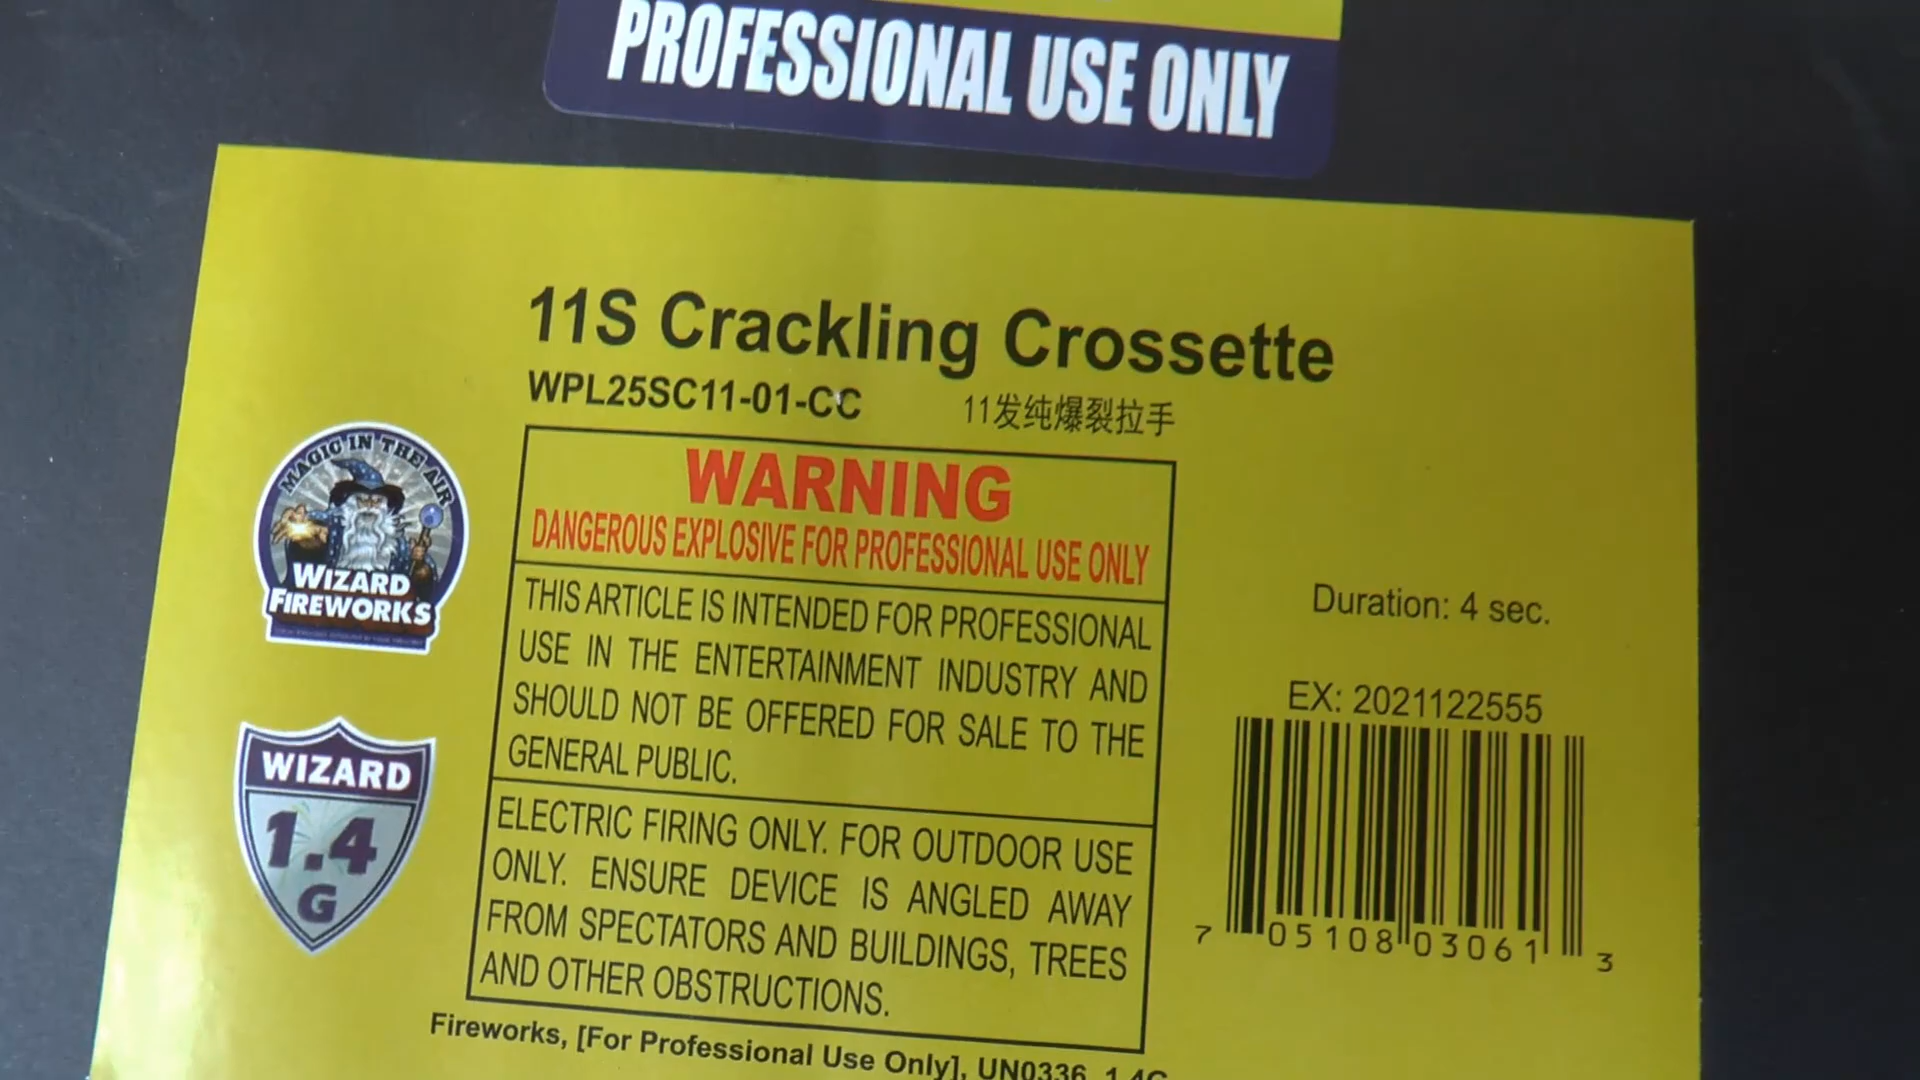 PROFESSIONAL USE ONLY
11S Crackling Crossette
WPL25SC11-01-CC 11发纯爆裂拉手
MAGIC IN THE AIR
WIZARD
FIREWORKS
WIZARD
1.4
G
WARNING
DANGEROUS EXPLOSIVE FOR PROFESSIONAL USE ONLY
THIS ARTICLE IS INTENDED FOR PROFESSIONAL
USE IN THE ENTERTAINMENT INDUSTRY AND
SHOULD NOT BE OFFERED FOR SALE TO THE
GENERAL PUBLIC.
ELECTRIC FIRING ONLY. FOR OUTDOOR USE
ONLY. ENSURE DEVICE IS ANGLED AWAY
FROM SPECTATORS AND BUILDINGS, TREES
AND OTHER OBSTRUCTIONS.
Duration: 4 sec.
EX: 2021122555
7 05108 03061 3
Fireworks, [For Professional Use Only], UN0336, 1.4G